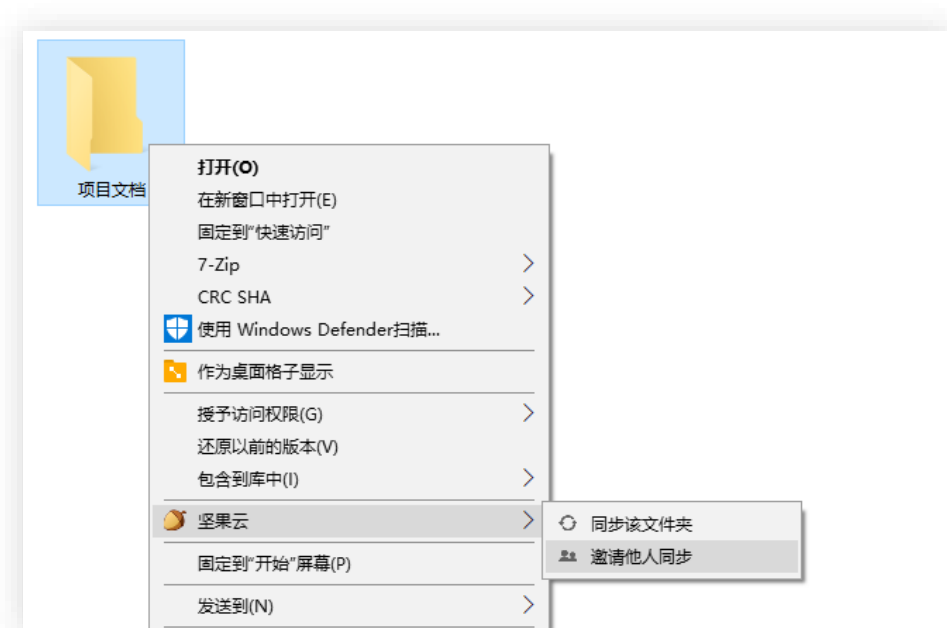 项目文档
打开(O)
在新窗口中打开(E)
固定到"快速访问"
7-Zip
CRC SHA
使用 Windows Defender扫描...
作为桌面格子显示
授予访问权限(G)
还原以前的版本(V)
包含到库中(I)
坚果云
同步该文件夹
邀请他人同步
固定到"开始"屏幕(P)
发送到(N)